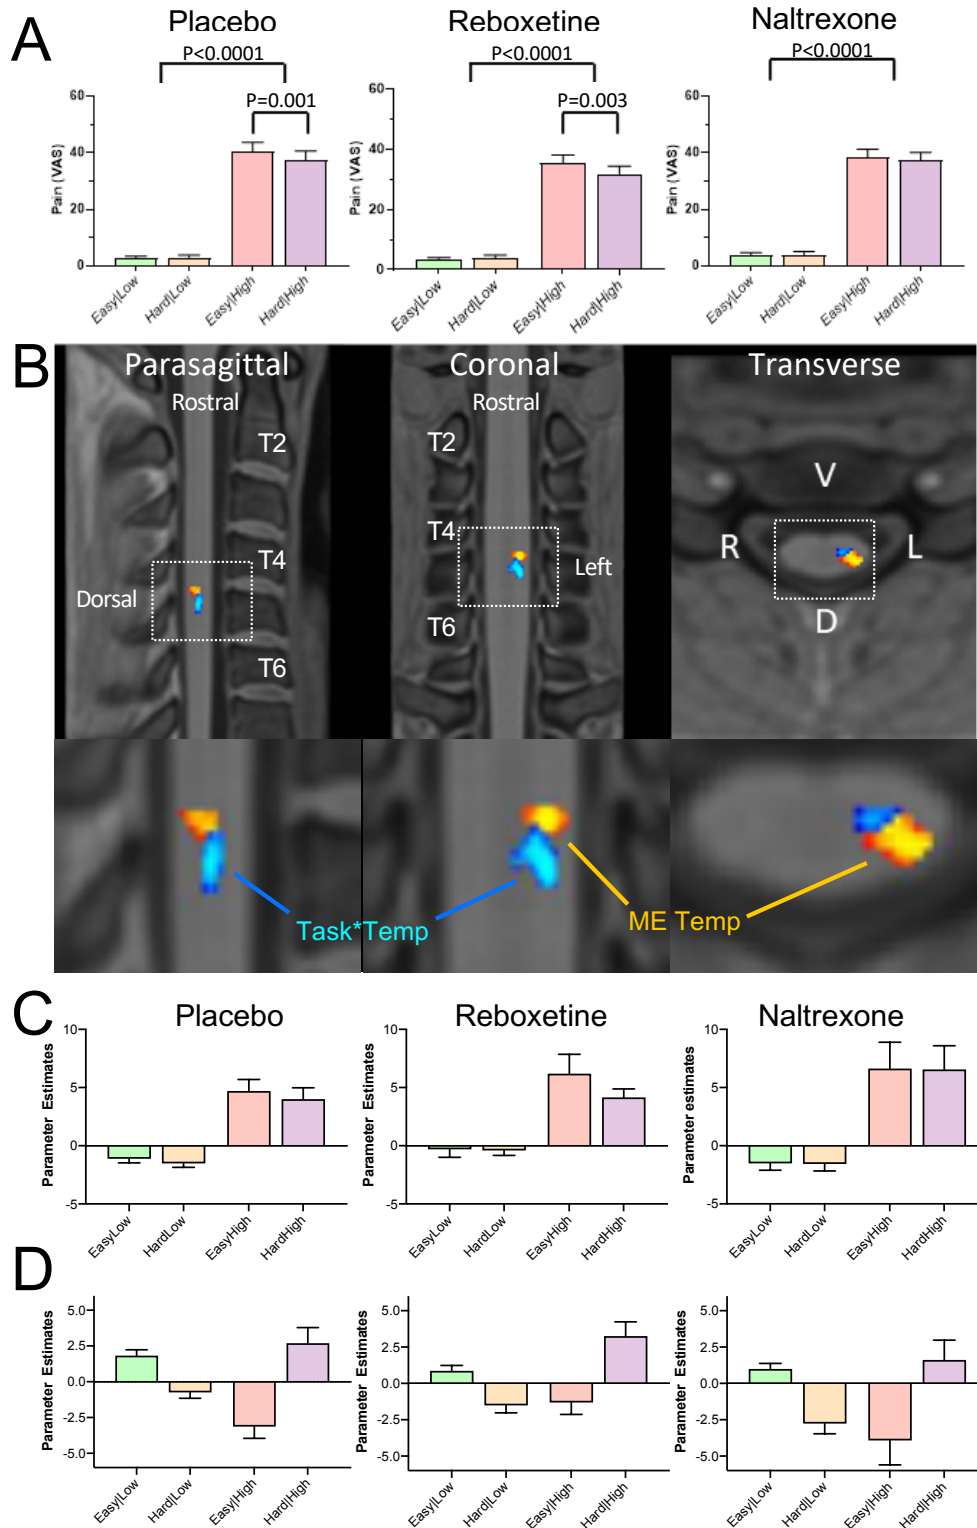 A
Placebo
Reboxetine
Naltrexone
P<0.0001
P<0.0001
P<0.0001
P=0.001
P=0.003
Pain (VAS)
60
40
20
0
Easy|Low
Hard|Low
Easy|High
Hard|High
Pain (VAS)
60
40
20
0
Easy|Low
Hard|Low
Easy|High
Hard|High
Pain (VAS)
60
40
20
0
Easy|Low
Hard|Low
Easy|High
Hard|High
B
Parasagittal
Coronal
Transverse
Rostral
Rostral
T2
T2
T4
T4
T6
T6
Dorsal
Left
V
R
L
D
Task*Temp
ME Temp
C
Placebo
Reboxetine
Naltrexone
Parameter Estimates
10
5
0
-5
EasyLow
HardLow
EasyHigh
HardHigh
Parameter Estimates
10
5
0
-5
EasyLow
HardLow
EasyHigh
HardHigh
Parameter estimates
10
5
0
-5
EasyLow
HardLow
EasyHigh
HardHigh
D
Parameter Estimates
5.0
2.5
0.0
-2.5
-5.0
Easy|Low
Hard|Low
Easy|High
Hard|High
Parameter Estimates
5.0
2.5
0.0
-2.5
-5.0
Easy|Low
Hard|Low
Easy|High
Hard|High
Parameter Estimates
5.0
2.5
0.0
-2.5
-5.0
Easy|Low
Hard|Low
Easy|High
Hard|High